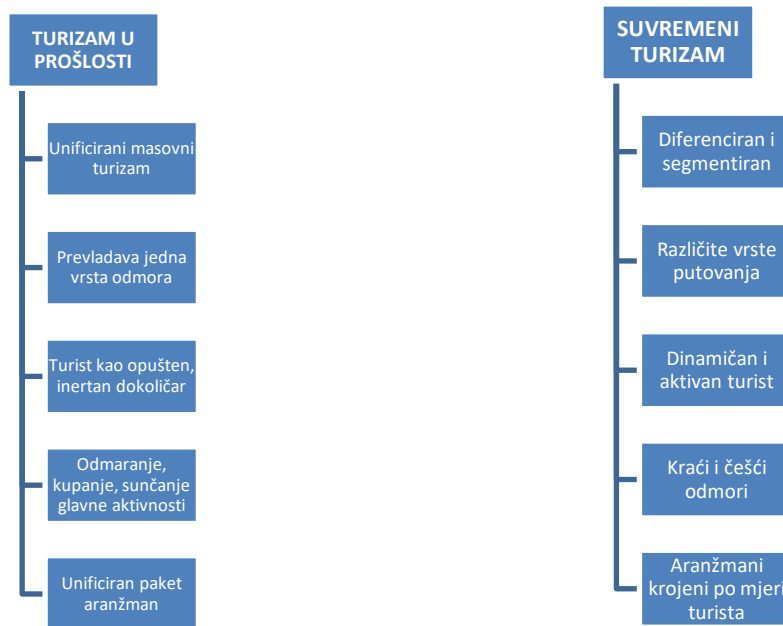 TURIZAM U
PROŠLOSTI
Unificirani masovni
turizam
Prevladava jedna
vrsta odmora
Turist kao opušten,
inertan dokoličar
Odmaranje,
kupanje, sunčanje
glavne aktivnosti
Unificiran paket
aranžman
SUVREMENI
TURIZAM
Diferenciran i
segmentiran
Različite vrste
putovanja
Dinamičan i
aktivan turist
Kraći i češći
odmori
Aranžmani
krojeni po mjeri
turista